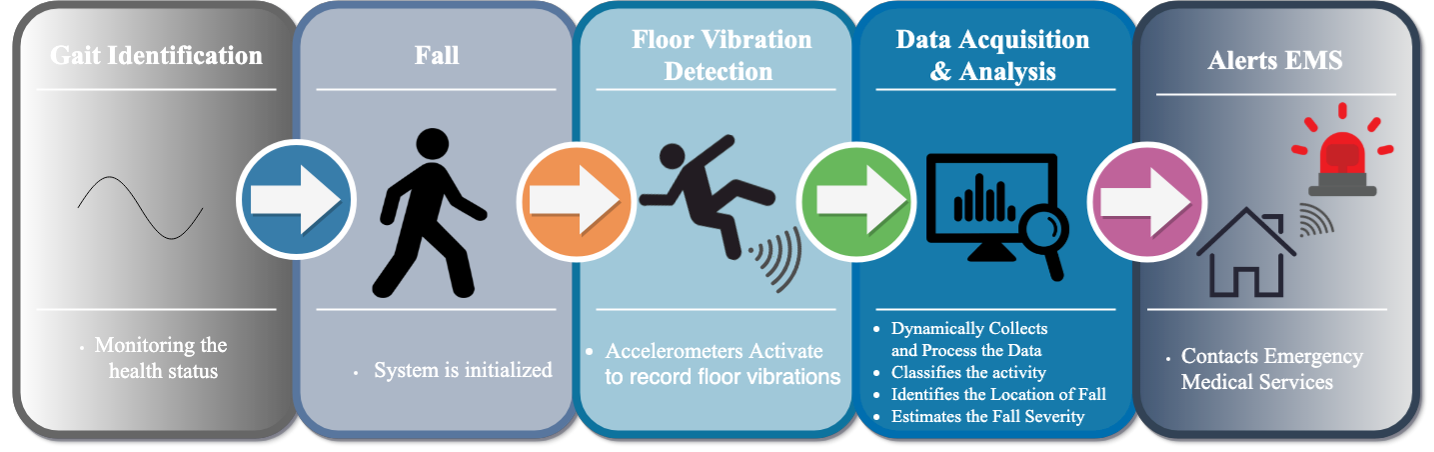 Gait Identification
• Monitoring the
health status
Fall
• System is initialized
Floor Vibration
Detection
• Accelerometers Activate
to record floor vibrations
Data Acquisition
& Analysis
• Dynamically Collects
and Process the Data
• Classifies the activity
• Identifies the Location of Fall
• Estimates the Fall Severity
Alerts EMS
• Contacts Emergency
Medical Services